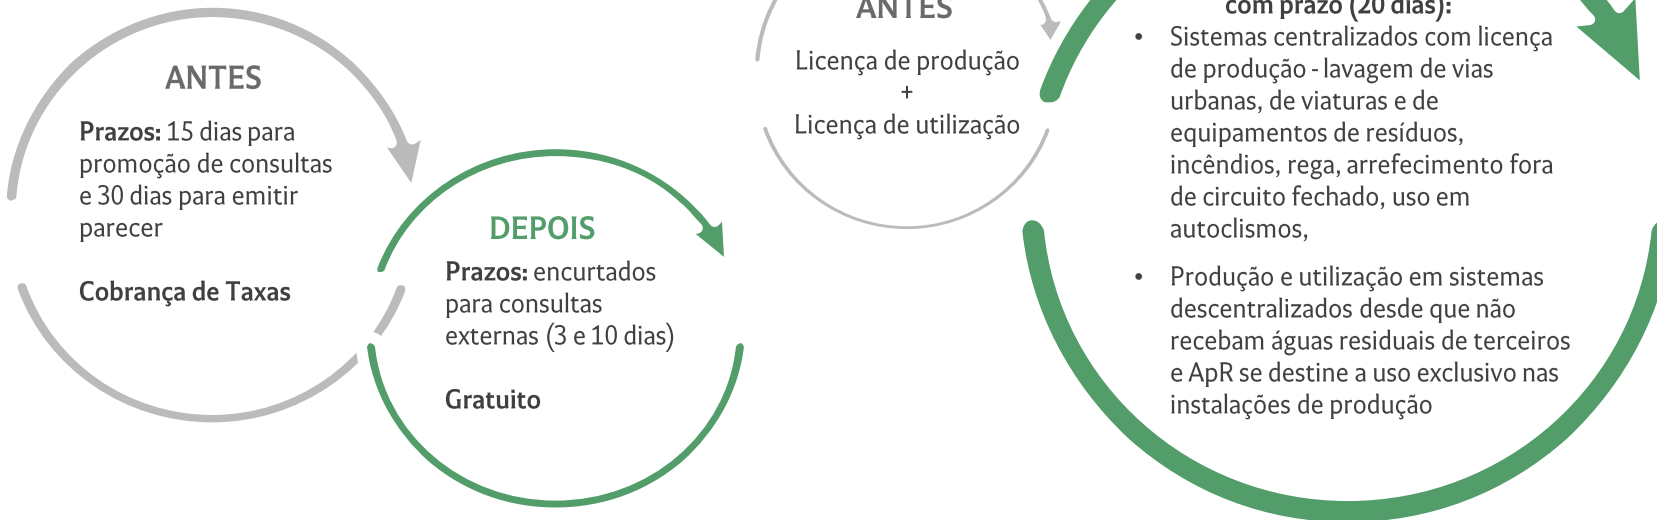 ANTES
Prazos: 15 dias para
promoção de consultas
e 30 dias para emitir
parecer
Cobrança de Taxas
DEPOIS
Prazos: encurtados
para consultas
externas (3 e 10 dias)
Gratuito
ANTES
Licença de produção
+
Licença de utilização
com prazo (20 dias):
• Sistemas centralizados com licença
de produção - lavagem de vias
urbanas, de viaturas e de
equipamentos de resíduos,
incêndios, rega, arrefecimento fora
de circuito fechado, uso em
autoclismos,
• Produção e utilização em sistemas
descentralizados desde que não
recebam águas residuais de terceiros
e ApR se destine a uso exclusivo nas
instalações de produção